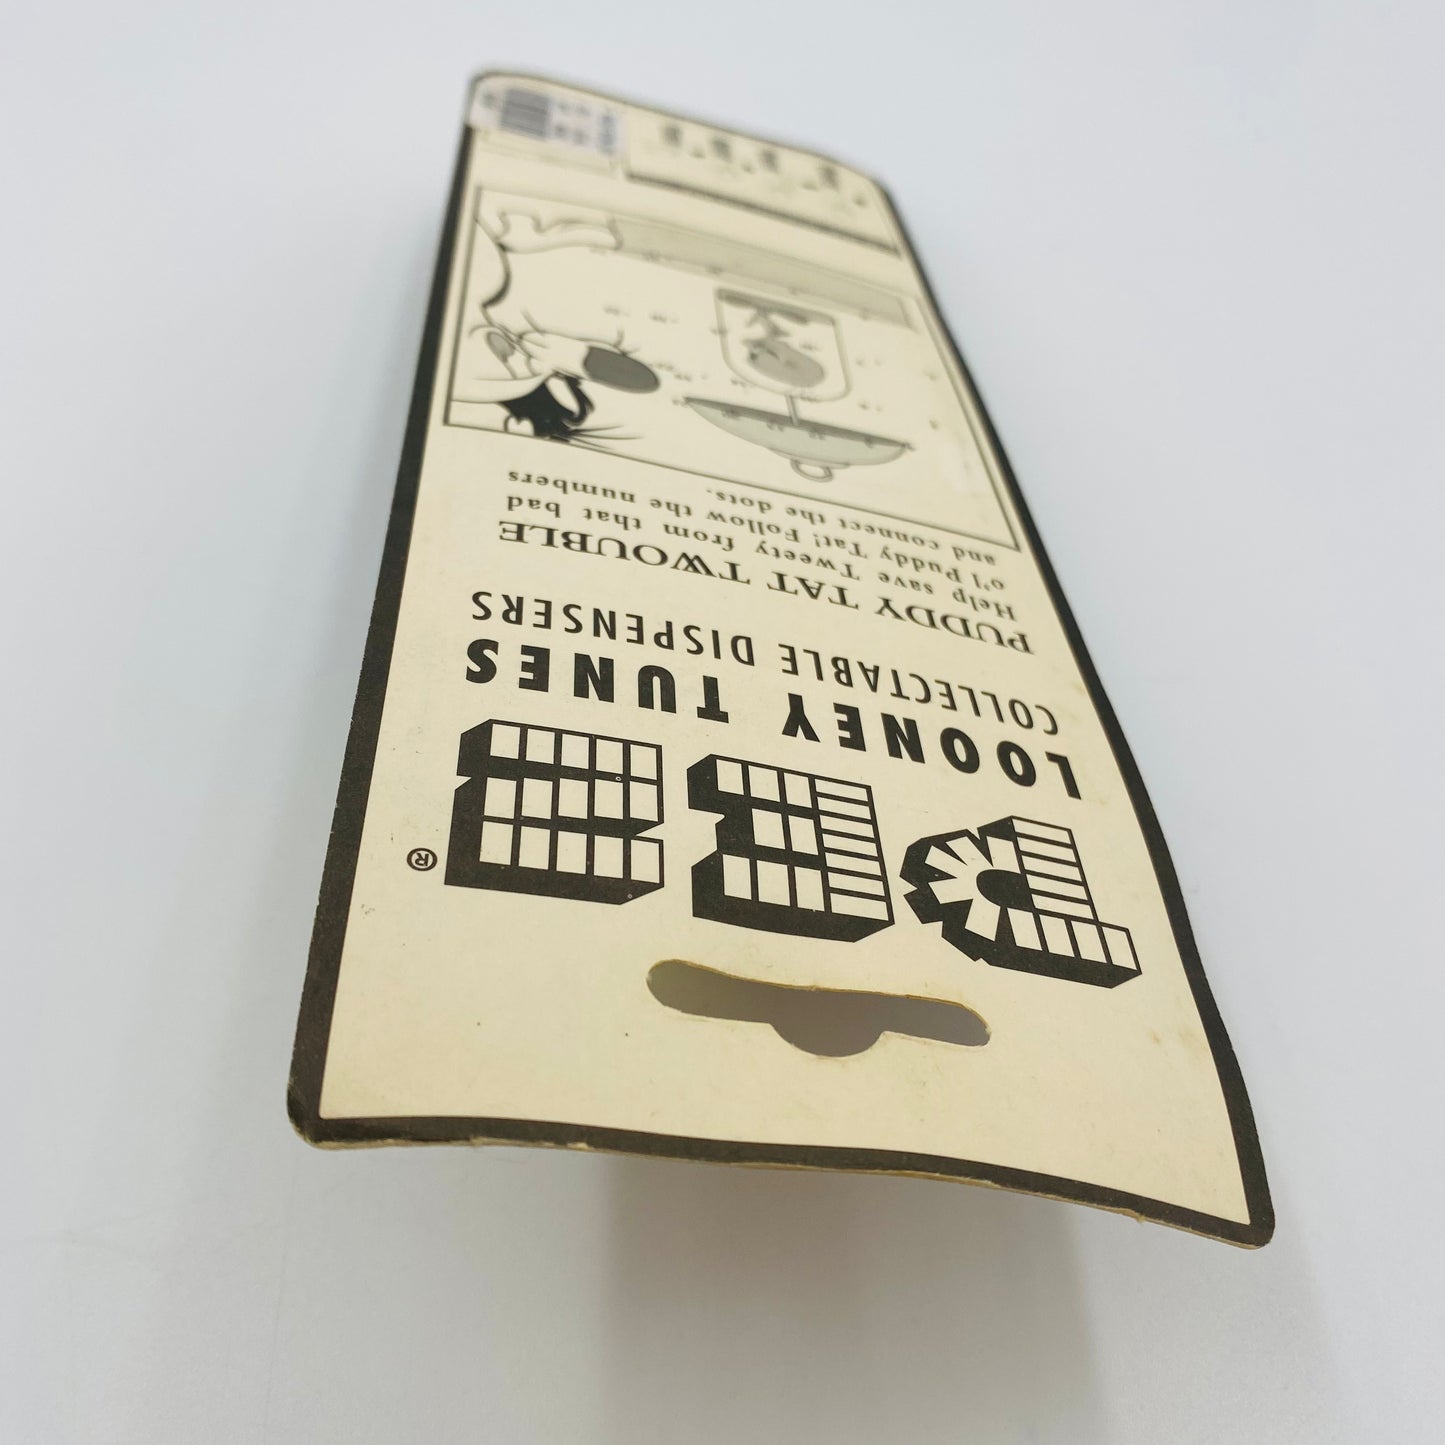 PEZ®
LOONEY TUNES
COLLECTABLE DISPENSERS
PUDDY TAT TWOUBLE
Help save Tweety from that bad
o'l Puddy Tat! Follow the numbers
and connect the dots.